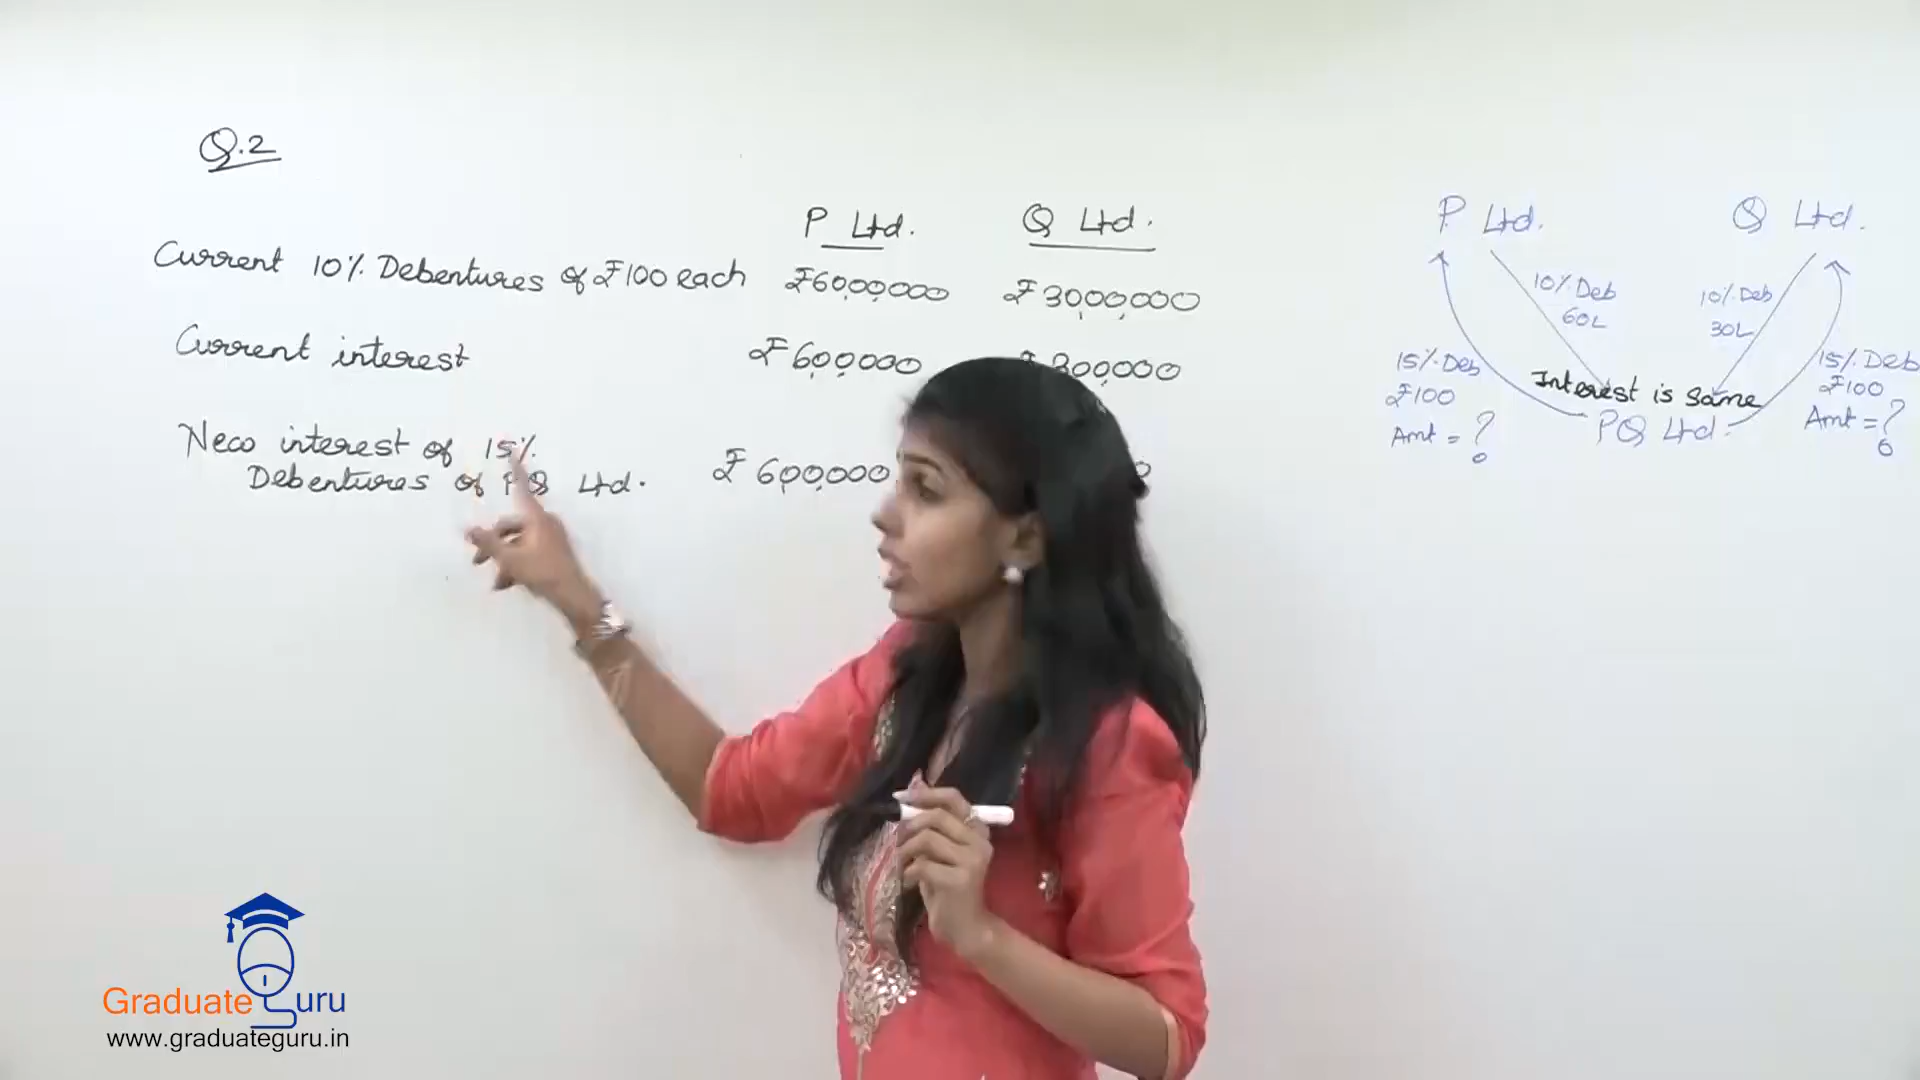 Q.2
P Ltd. Q Ltd.
Current 10% Debentures of ₹100 each ₹60,00,000 ₹30,00,000
Current interest ₹6,00,000 ₹ 300,000
New interest of 15%
Debentures of PQ Ltd. ₹6,00,000
P Ltd. Q Ltd.
10% Deb 10% Deb
60L 30L
15% Deb 15% Deb
₹100 ₹100
Amt = ? Amt = ?
Interest is same
PQ Ltd.
Graduate Guru
www.graduateguru.in